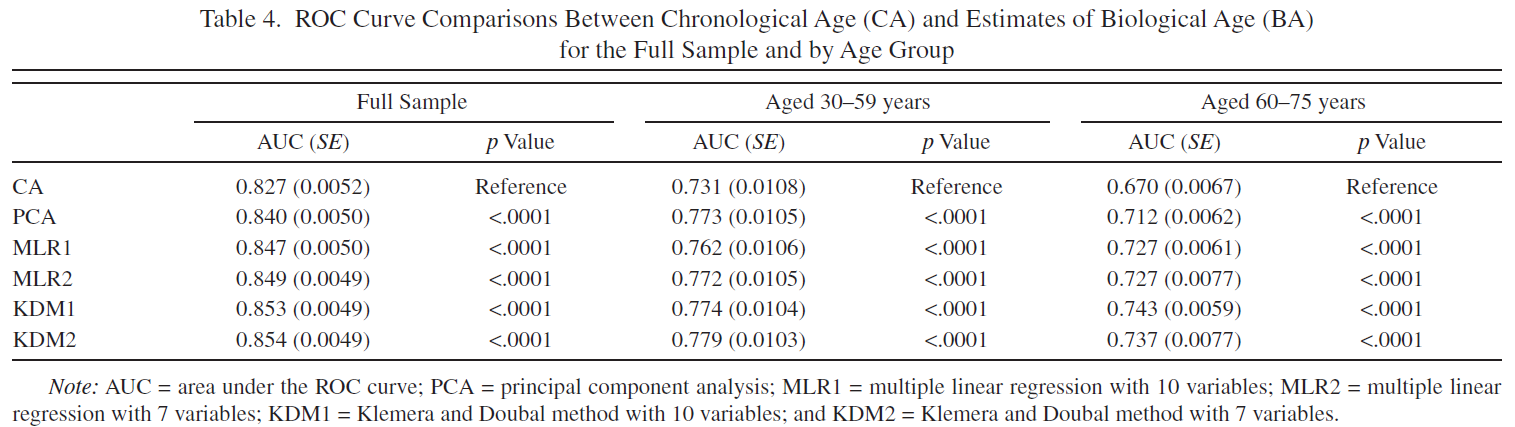 Table 4. ROC Curve Comparisons Between Chronological Age (CA) and Estimates of Biological Age (BA)
for the Full Sample and by Age Group
Full Sample Aged 30–59 years Aged 60–75 years
AUC (SE) p Value AUC (SE) p Value AUC (SE) p Value
CA 0.827 (0.0052) Reference 0.731 (0.0108) Reference 0.670 (0.0067) Reference
PCA 0.840 (0.0050) <.0001 0.773 (0.0105) <.0001 0.712 (0.0062) <.0001
MLR1 0.847 (0.0050) <.0001 0.762 (0.0106) <.0001 0.727 (0.0061) <.0001
MLR2 0.849 (0.0049) <.0001 0.772 (0.0105) <.0001 0.727 (0.0077) <.0001
KDM1 0.853 (0.0049) <.0001 0.774 (0.0104) <.0001 0.743 (0.0059) <.0001
KDM2 0.854 (0.0049) <.0001 0.779 (0.0103) <.0001 0.737 (0.0077) <.0001
Note: AUC = area under the ROC curve; PCA = principal component analysis; MLR1 = multiple linear regression with 10 variables; MLR2 = multiple linear
regression with 7 variables; KDM1 = Klemera and Doubal method with 10 variables; and KDM2 = Klemera and Doubal method with 7 variables.